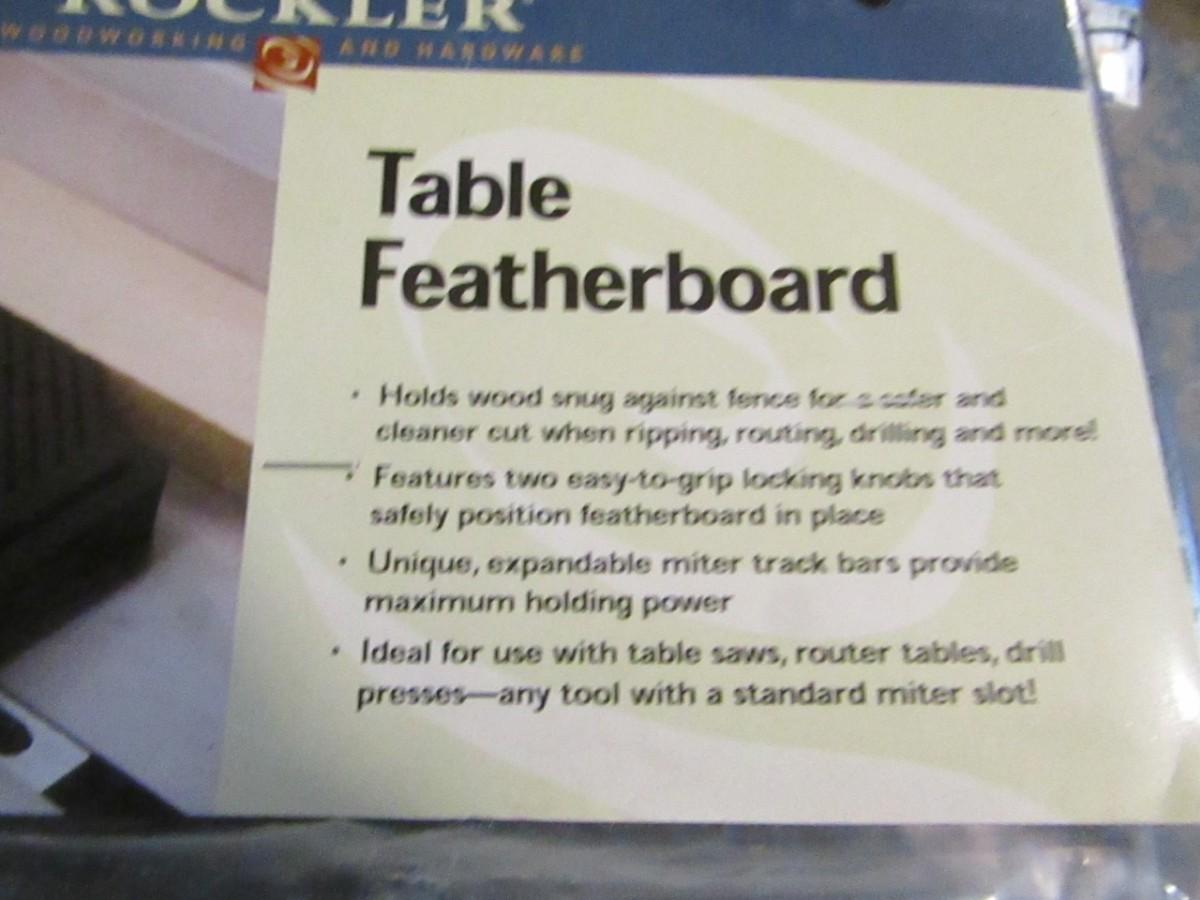 ROCKLER
WOODWORKING AND HARDWARE
Table
Featherboard
· Holds wood snug against fence for a safer and
cleaner cut when ripping, routing, drilling and more!
· Features two easy-to-grip locking knobs that
safely position featherboard in place
· Unique, expandable miter track bars provide
maximum holding power
· Ideal for use with table saws, router tables, drill
presses—any tool with a standard miter slot!